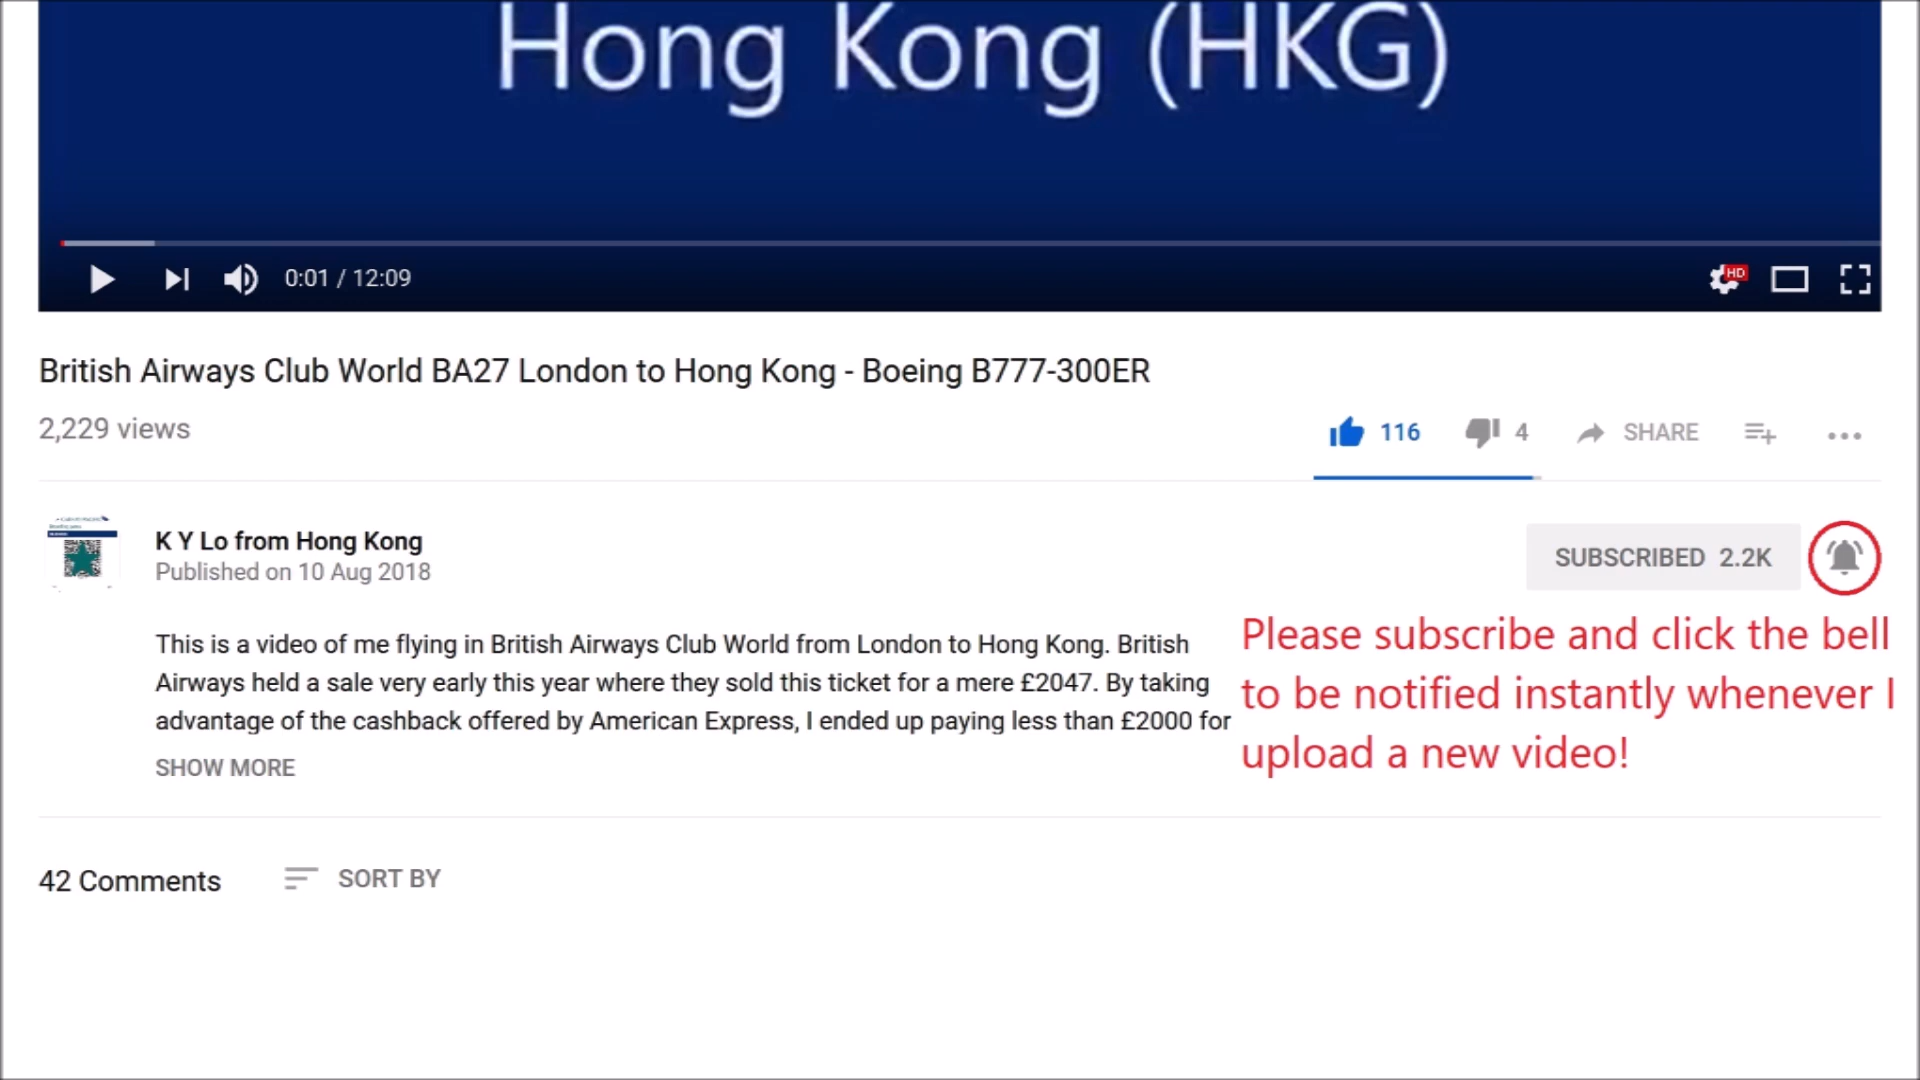 Hong Kong (HKG)
0:01 / 12:09
HD
British Airways Club World BA27 London to Hong Kong - Boeing B777-300ER
2,229 views
116
4
SHARE
K Y Lo from Hong Kong
Published on 10 Aug 2018
SUBSCRIBED 2.2K
This is a video of me flying in British Airways Club World from London to Hong Kong. British
Airways held a sale very early this year where they sold this ticket for a mere £2047. By taking
advantage of the cashback offered by American Express, I ended up paying less than £2000 for
SHOW MORE
Please subscribe and click the bell
to be notified instantly whenever I
upload a new video!
42 Comments
SORT BY